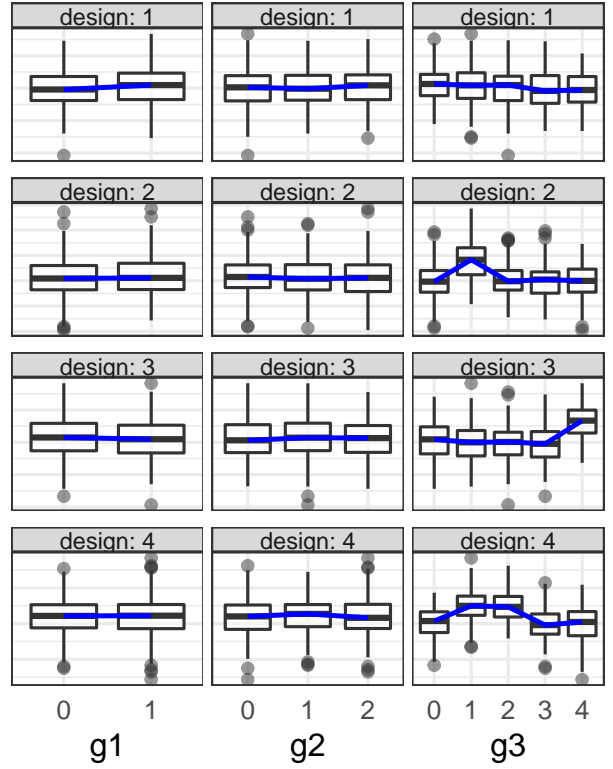 design: 1 design: 1 design: 1
design: 2 design: 2 design: 2
design: 3 design: 3 design: 3
design: 4 design: 4 design: 4
0 1 0 1 2 0 1 2 3 4
g1 g2 g3